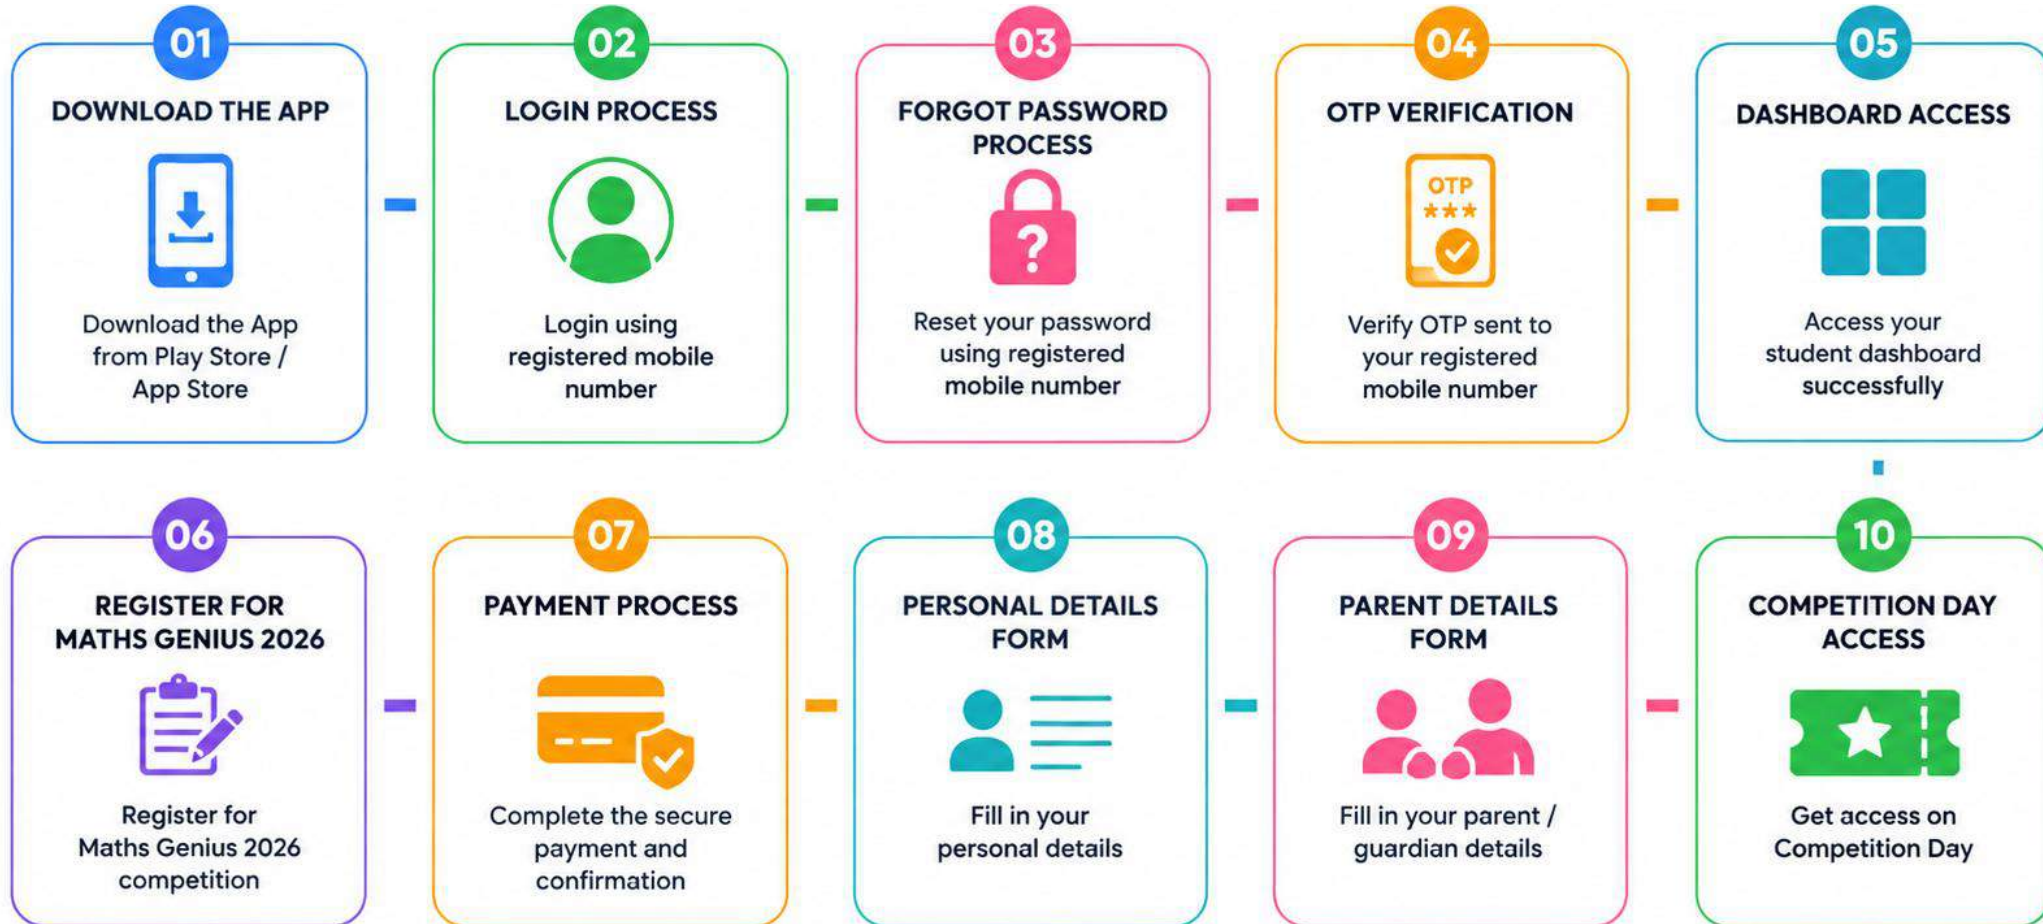 01
DOWNLOAD THE APP
Download the App
from Play Store /
App Store
02
LOGIN PROCESS
Login using
registered mobile
number
03
FORGOT PASSWORD
PROCESS
?
Reset your password
using registered
mobile number
04
OTP VERIFICATION
OTP
***
Verify OTP sent to
your registered
mobile number
05
DASHBOARD ACCESS
Access your
student dashboard
successfully
06
REGISTER FOR
MATHS GENIUS 2026
Register for
Maths Genius 2026
competition
07
PAYMENT PROCESS
Complete the secure
payment and
confirmation
08
PERSONAL DETAILS
FORM
Fill in your
personal details
09
PARENT DETAILS
FORM
Fill in your parent /
guardian details
10
COMPETITION DAY
ACCESS
Get access on
Competition Day